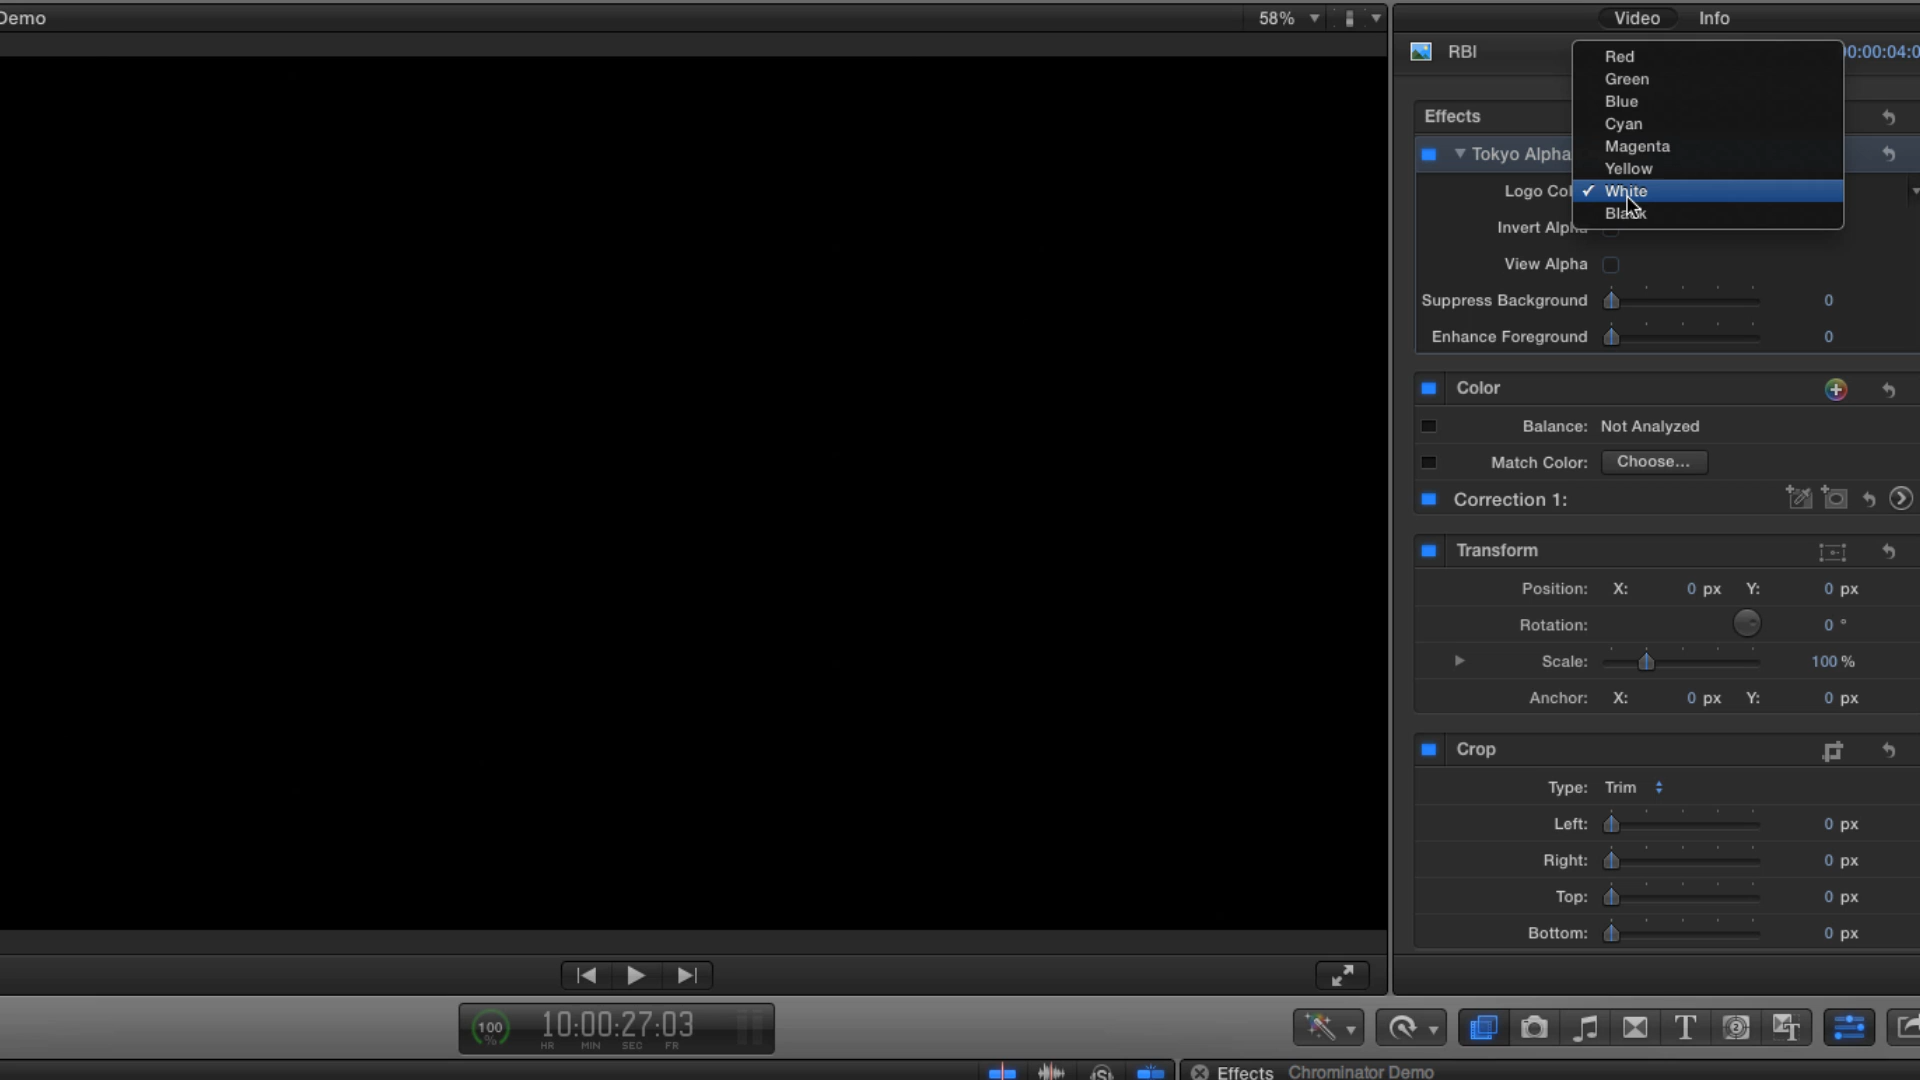 Demo
58%
Video Info
RBI
00:00:04:0
Red
Green
Blue
Cyan
Magenta
Yellow
✓ White
Black
Effects
Tokyo Alpha
Logo Col
Invert Alpha
View Alpha
Suppress Background 0
Enhance Foreground 0
Color
Balance: Not Analyzed
Match Color: Choose...
Correction 1:
Transform
Position: X: 0 px Y: 0 px
Rotation: 0 °
Scale: 100 %
Anchor: X: 0 px Y: 0 px
Crop
Type: Trim
Left: 0 px
Right: 0 px
Top: 0 px
Bottom: 0 px
100 %
10:00:27:03
HR MIN SEC FR
Effects Chrominator Demo